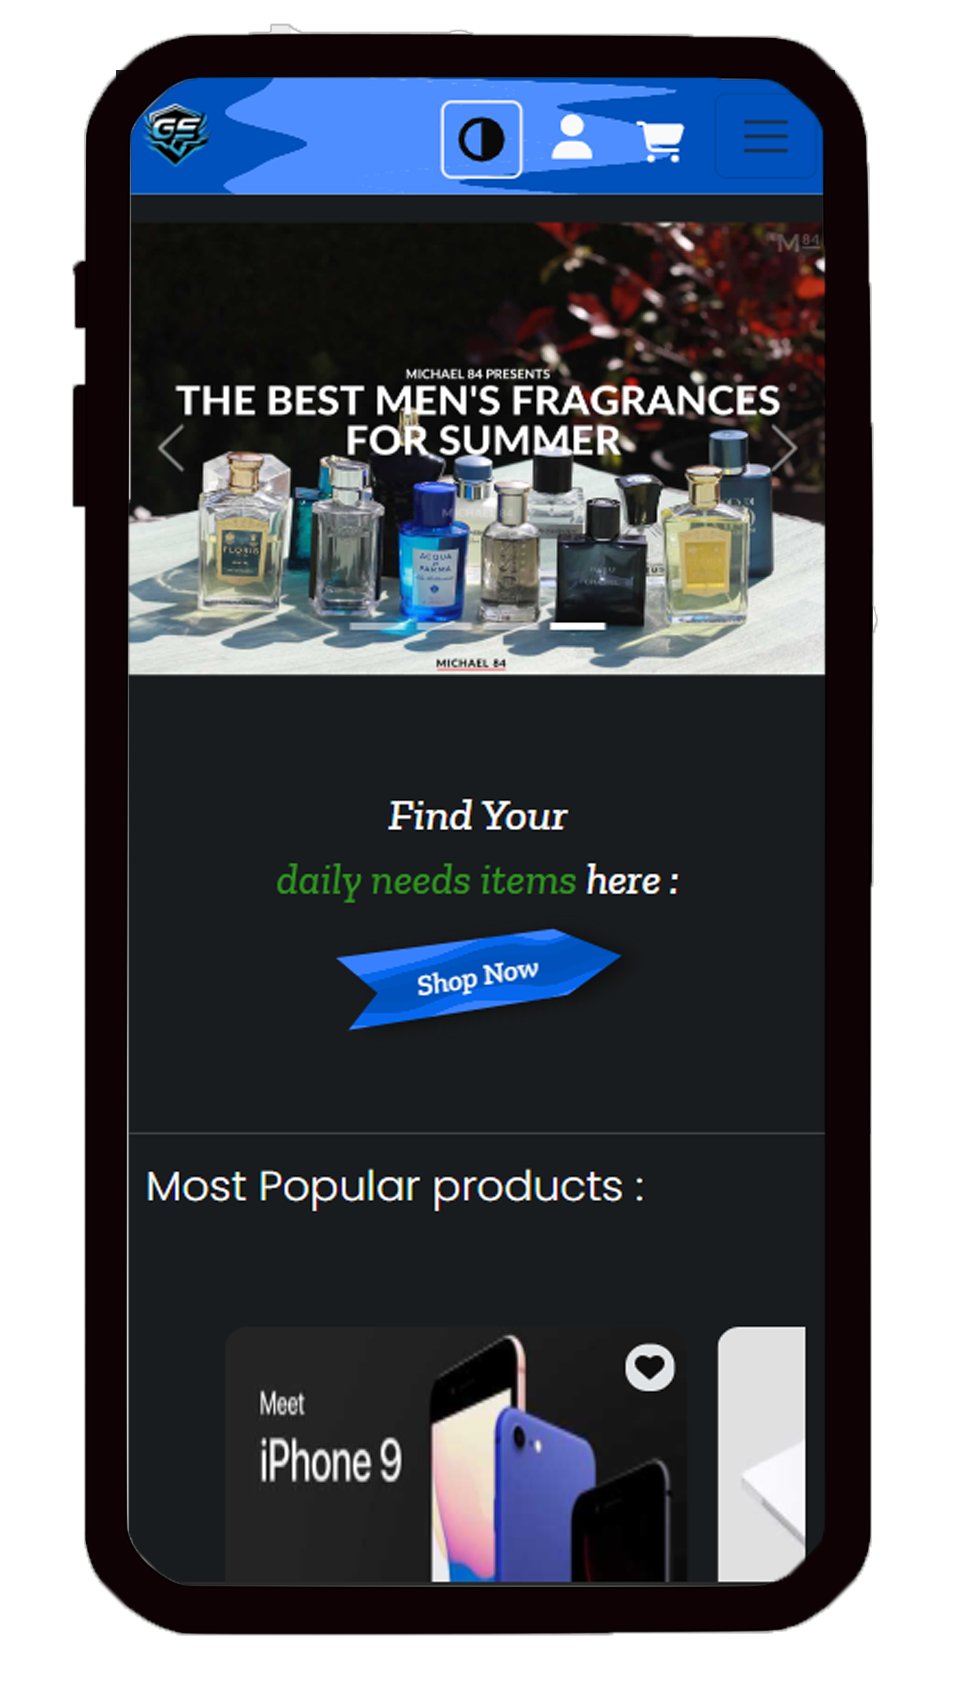 GS
M84
MICHAEL 84 PRESENTS
THE BEST MEN'S FRAGRANCES
FOR SUMMER
FLORIS
ACQUA
DI
PARMA
MICHAEL 84
Find Your
daily needs items here :
Shop Now
Most Popular products :
Meet
iPhone 9